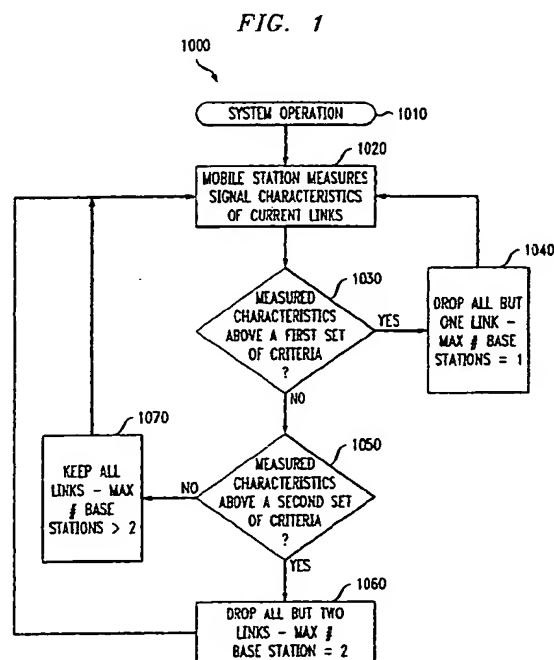 FIG. 1
1000
SYSTEM OPERATION
1010
1020
MOBILE STATION MEASURES
SIGNAL CHARACTERISTICS
OF CURRENT LINKS
1030
MEASURED
CHARACTERISTICS
ABOVE A FIRST SET
OF CRITERIA
?
YES
NO
1040
DROP ALL BUT
ONE LINK -
MAX # BASE
STATIONS = 1
1050
MEASURED
CHARACTERISTICS
ABOVE A SECOND SET
OF CRITERIA
?
NO
YES
1070
KEEP ALL
LINKS - MAX
# BASE
STATIONS > 2
1060
DROP ALL BUT TWO
LINKS - MAX #
BASE STATION = 2